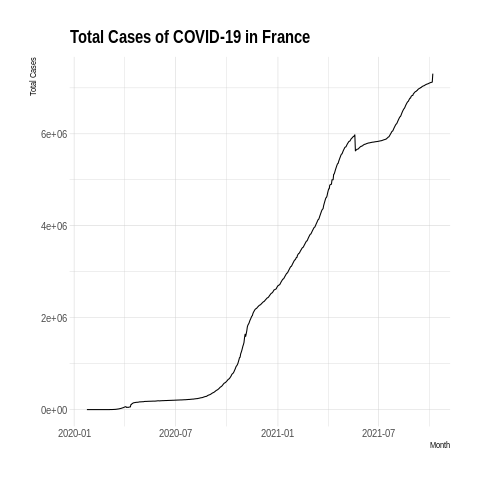 Total Cases of COVID-19 in France
Total Cases
6e+06
4e+06
2e+06
0e+00
2020-01 2020-07 2021-01 2021-07
Month